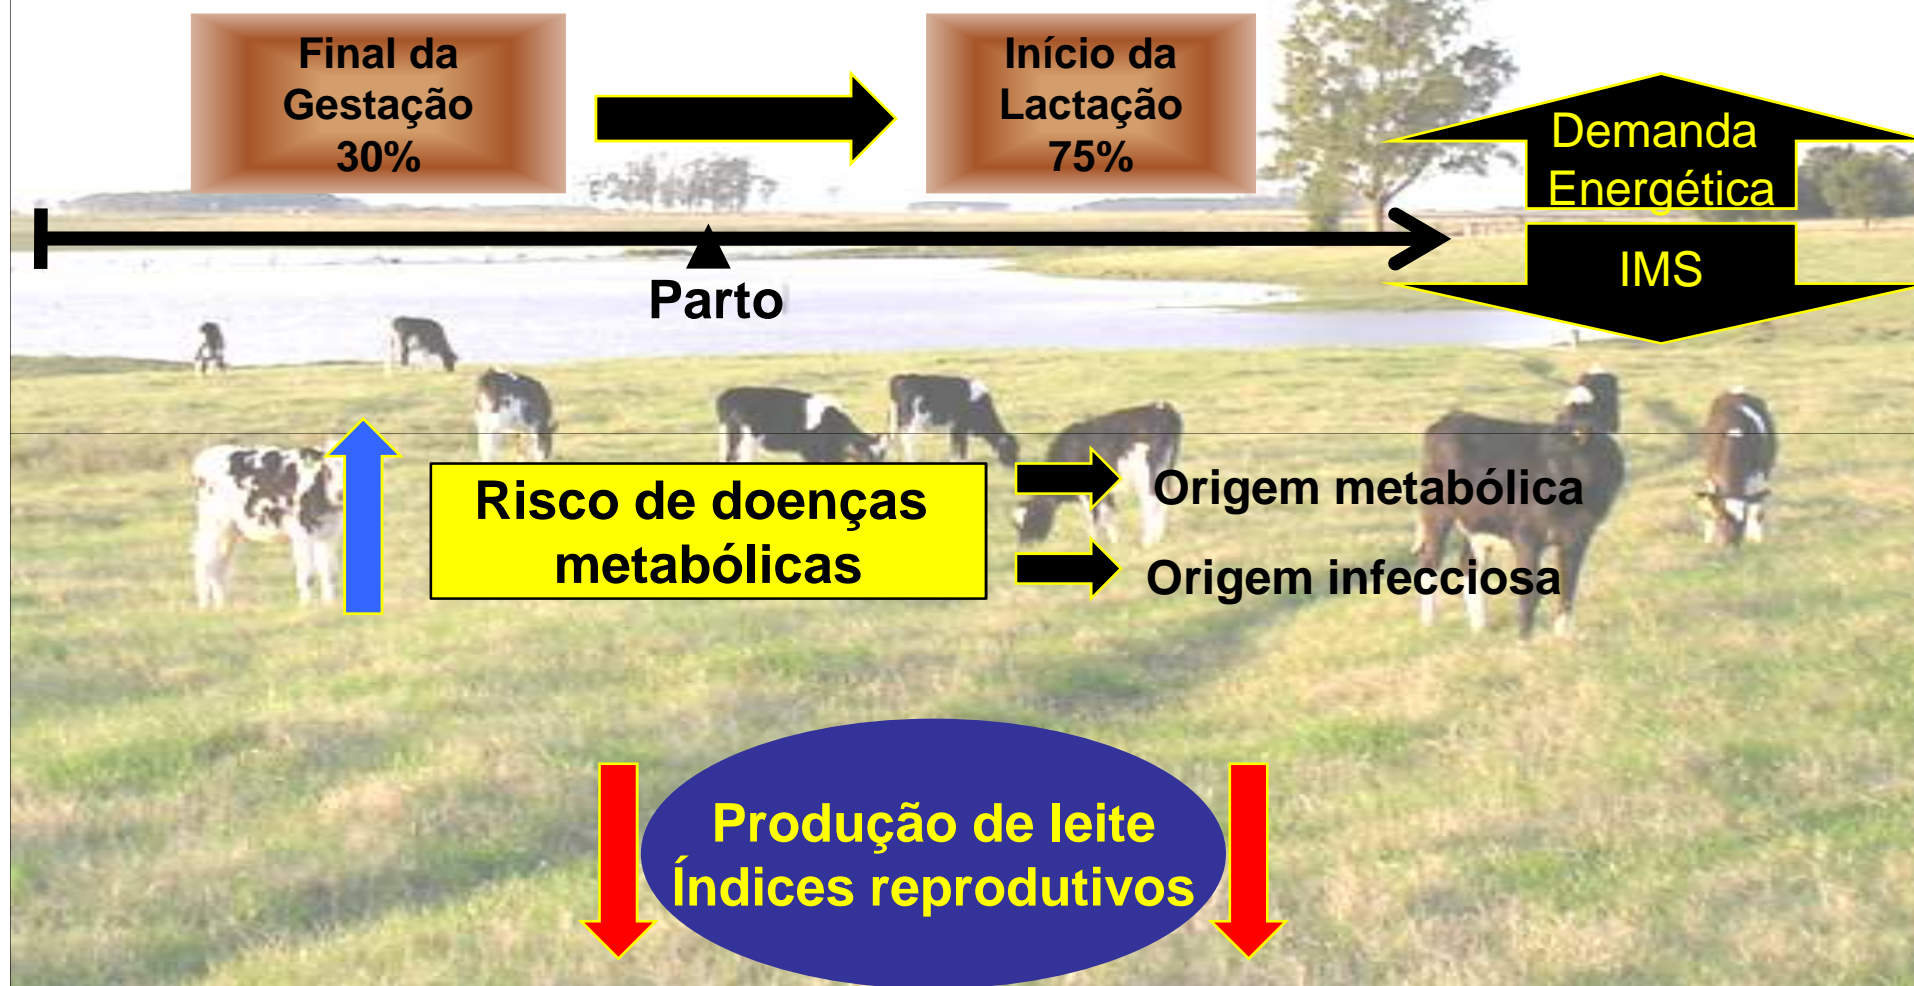 Final da
Gestação
30%
Início da
Lactação
75%
Demanda
Energética
IMS
Parto
Risco de doenças
metabólicas
Origem metabólica
Origem infecciosa
Produção de leite
Índices reprodutivos